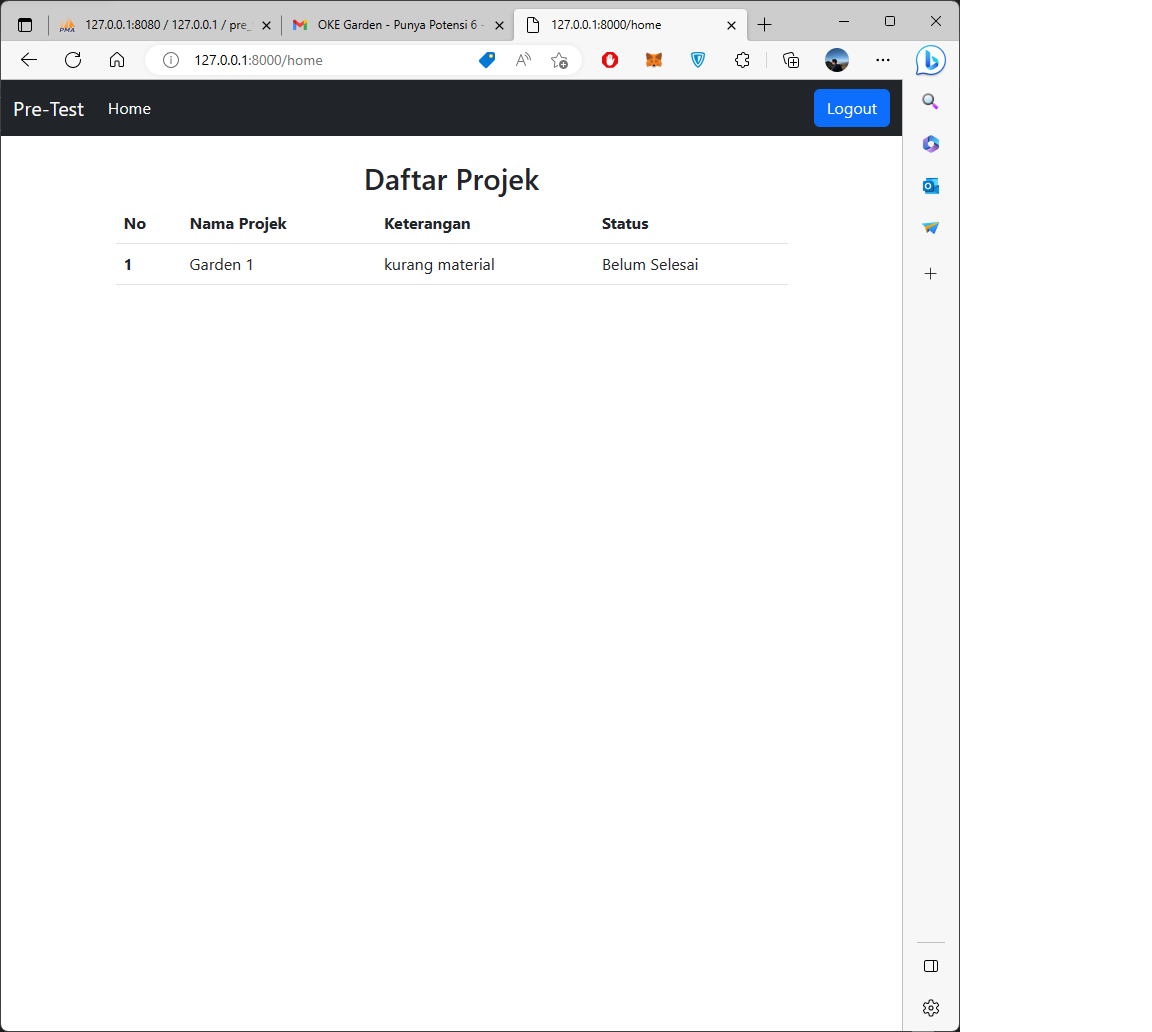 127.0.0.1:8080 / 127.0.0.1 / pre_
OKE Garden - Punya Potensi 6 -
127.0.0.1:8000/home
127.0.0.1:8000/home
Pre-Test Home Logout
Daftar Projek
No Nama Projek Keterangan Status
1 Garden 1 kurang material Belum Selesai